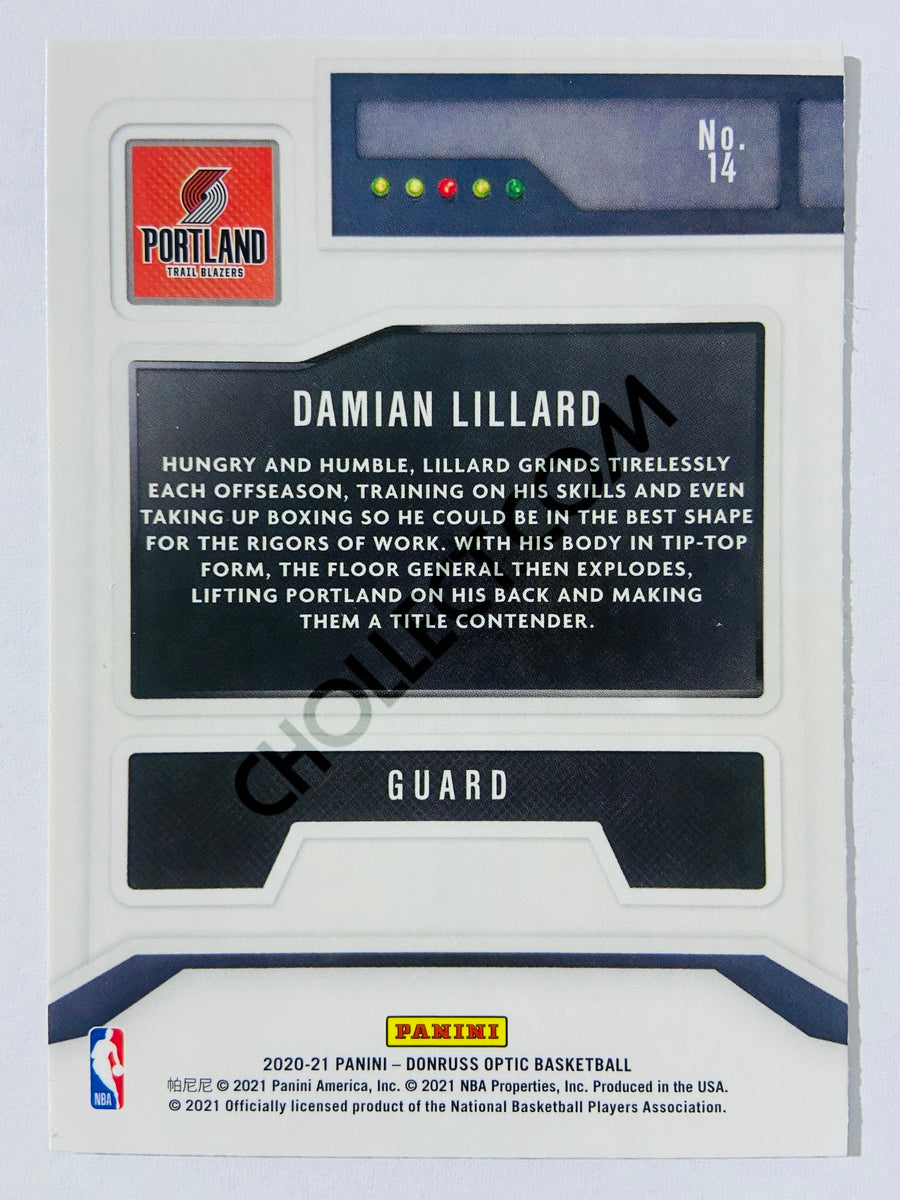 No.
14
PORTLAND
TRAIL BLAZERS
DAMIAN LILLARD
HUNGRY AND HUMBLE, LILLARD GRINDS TIRELESSLY
EACH OFFSEASON, TRAINING ON HIS SKILLS AND EVEN
TAKING UP BOXING SO HE COULD BE IN THE BEST SHAPE
FOR THE RIGORS OF WORK. WITH HIS BODY IN TIP-TOP
FORM, THE FLOOR GENERAL THEN EXPLODES,
LIFTING PORTLAND ON HIS BACK AND MAKING
THEM A TITLE CONTENDER.
CHOLLECT.COM
GUARD
PANINI
2020-21 PANINI – DONRUSS OPTIC BASKETBALL
帕尼尼 © 2021 Panini America, Inc. © 2021 NBA Properties, Inc. Produced in the USA.
© 2021 Officially licensed product of the National Basketball Players Association.
NBA